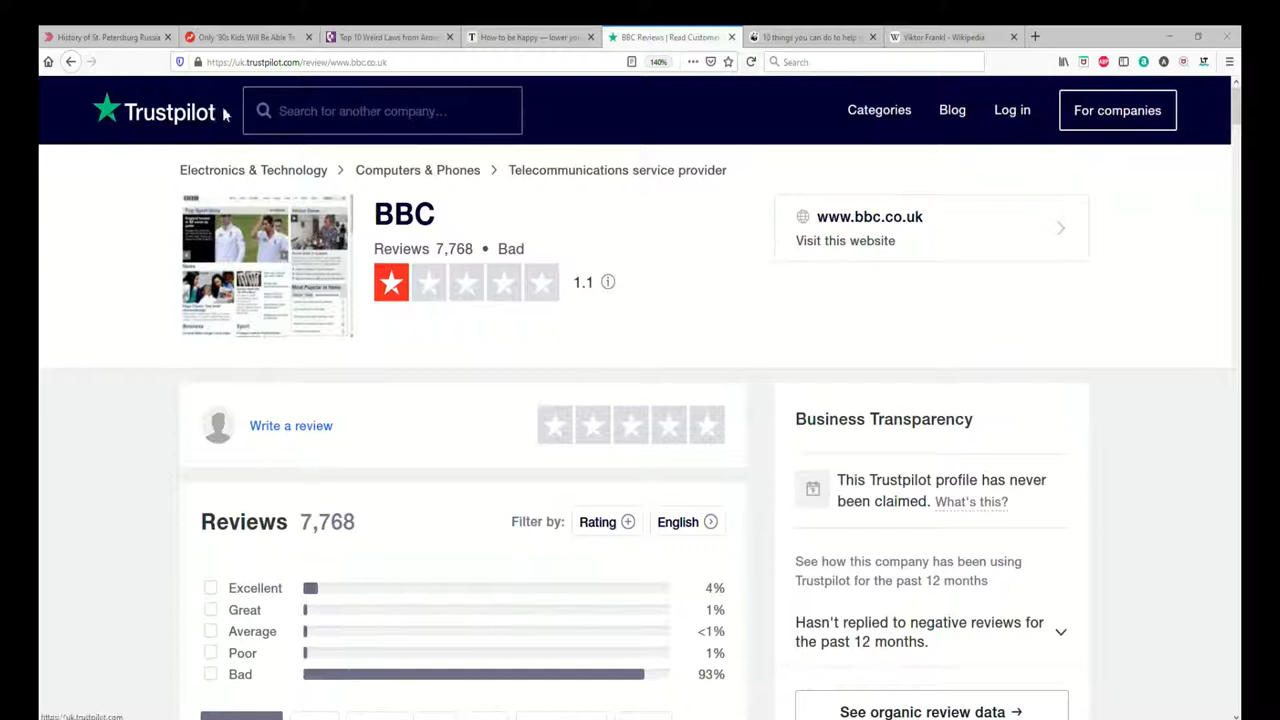 History of St. Petersburg Russia
Only '90s Kids Will Be Able To
Top 10 Weird Laws from Arou
How to be happy — lower you
BBC Reviews | Read Customer
10 things you can do to help
Viktor Frankl - Wikipedia
https://uk.trustpilot.com/review/www.bbc.co.uk
140%
Search
Trustpilot
Search for another company...
Categories
Blog
Log in
For companies
Electronics & Technology > Computers & Phones > Telecommunications service provider
BBC
Reviews 7,768 • Bad
1.1
www.bbc.co.uk
Visit this website
Write a review
Business Transparency
This Trustpilot profile has never
been claimed. What's this?
See how this company has been using
Trustpilot for the past 12 months
Hasn't replied to negative reviews for
the past 12 months.
See organic review data →
Reviews 7,768
Filter by:
Rating
English
Excellent 4%
Great 1%
Average <1%
Poor 1%
Bad 93%
https://uk.trustpilot.com